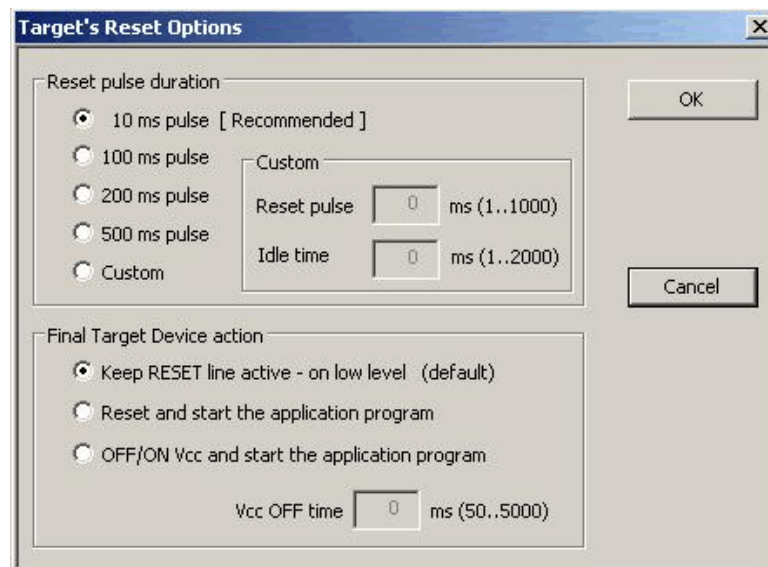 Target's Reset Options
Reset pulse duration
10 ms pulse [ Recommended ]
100 ms pulse
200 ms pulse
500 ms pulse
Custom
Custom
Reset pulse 0 ms (1..1000)
Idle time 0 ms (1..2000)
OK
Cancel
Final Target Device action
Keep RESET line active - on low level (default)
Reset and start the application program
OFF/ON Vcc and start the application program
Vcc OFF time 0 ms (50..5000)